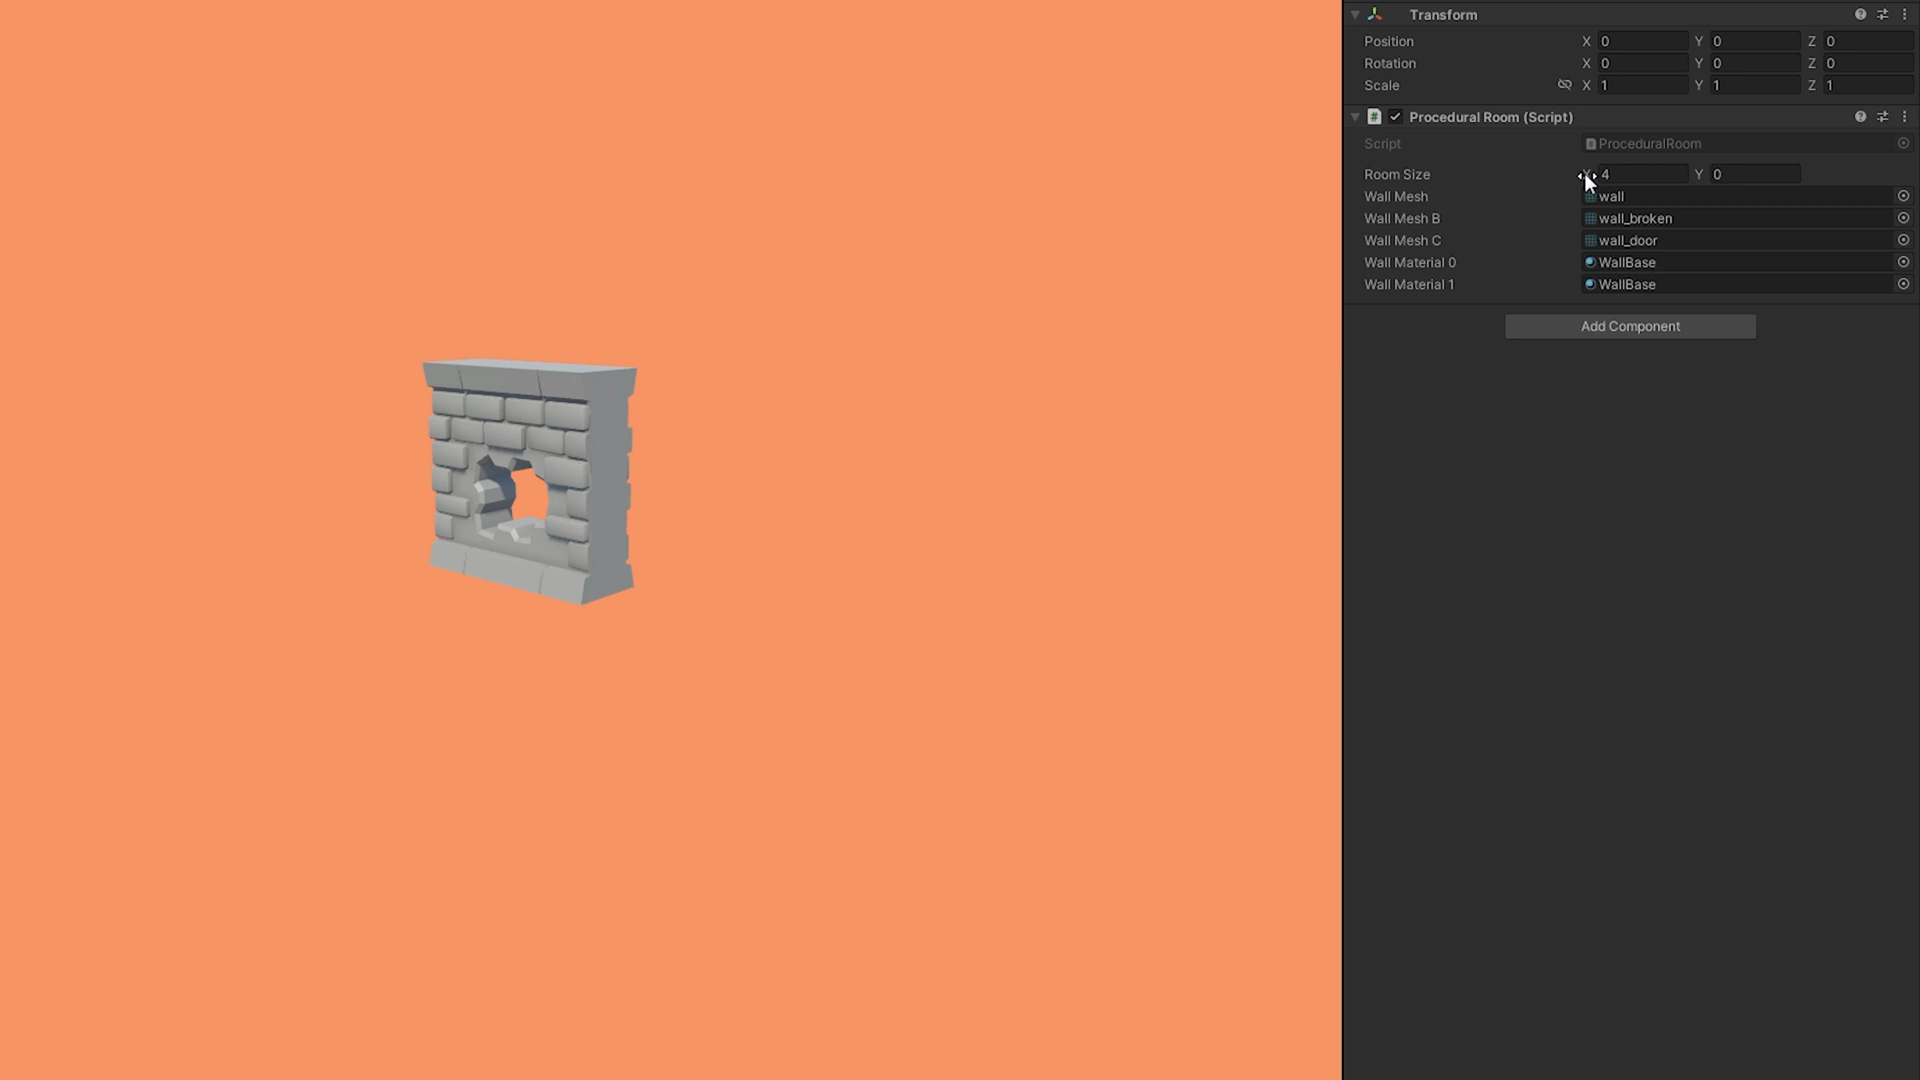 Transform
Position X 0 Y 0 Z 0
Rotation X 0 Y 0 Z 0
Scale X 1 Y 1 Z 1
# Procedural Room (Script)
Script ProceduralRoom
Room Size X 4 Y 0
Wall Mesh wall
Wall Mesh B wall_broken
Wall Mesh C wall_door
Wall Material 0 WallBase
Wall Material 1 WallBase
Add Component